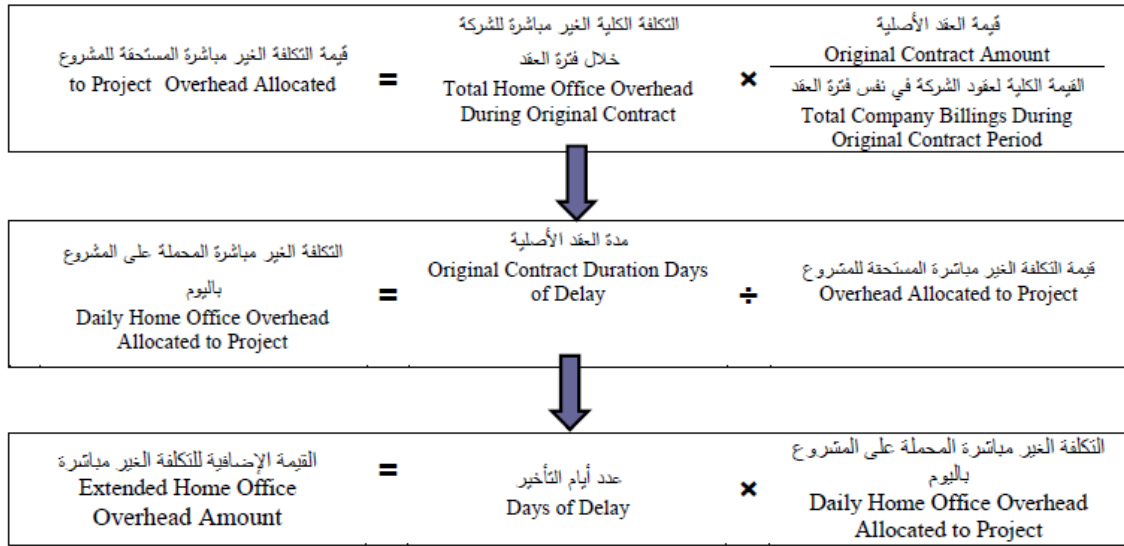 قيمة التكلفة الغير مباشرة المستحقة للمشروع
to Project Overhead Allocated
=
التكلفة الكلية الغير مباشرة للشركة
خلال فترة العقد
Total Home Office Overhead
During Original Contract
×
قيمة العقد الأصلية
Original Contract Amount
القيمة الكلية لعقود الشركة في نفس فترة العقد
Total Company Billings During
Original Contract Period
التكلفة الغير مباشرة المحملة على المشروع
باليوم
Daily Home Office Overhead
Allocated to Project
=
مدة العقد الأصلية
Original Contract Duration Days
of Delay
÷
قيمة التكلفة الغير مباشرة المستحقة للمشروع
Overhead Allocated to Project
القيمة الإضافية للتكلفة الغير مباشرة
Extended Home Office
Overhead Amount
=
عدد أيام التأخير
Days of Delay
×
التكلفة الغير مباشرة المحملة على المشروع
باليوم
Daily Home Office Overhead
Allocated to Project